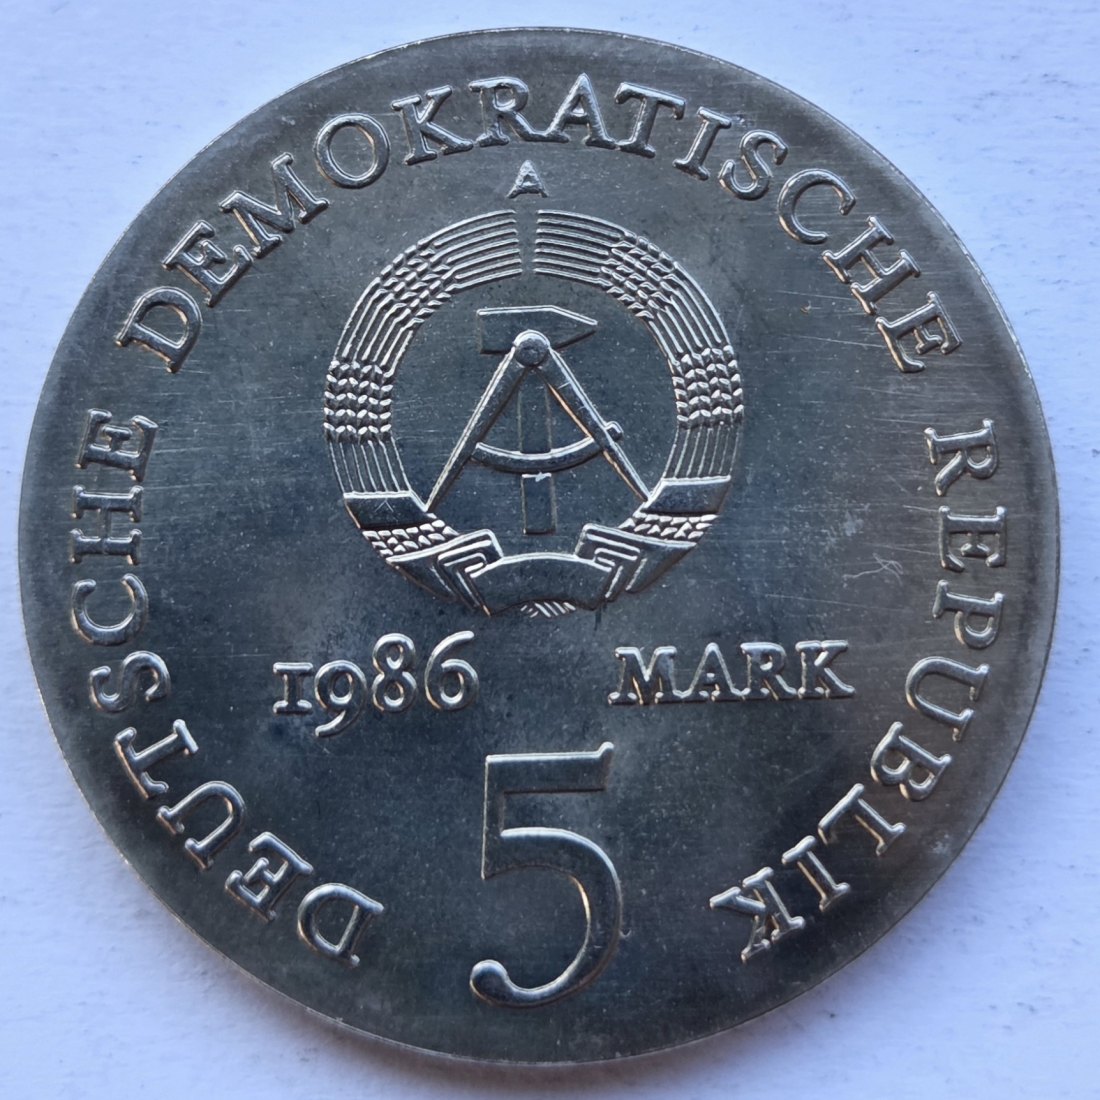 DEUTSCHE DEMOKRATISCHE REPUBLIK
A
1986 MARK
5